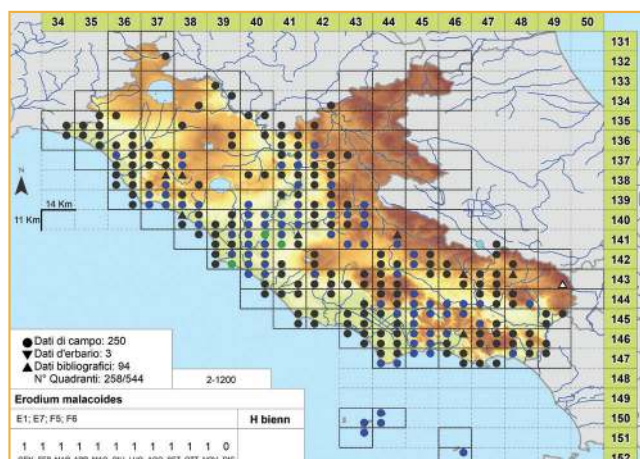 34 35 36 37 38 39 40 41 42 43 44 45 46 47 48 49 50
131
132
133
134
135
136
137
138
139
140
141
142
143
144
145
146
147
148
149
150
151
152
N
14 Km
11 Km
Dati di campo: 250
Dati d'erbario: 3
Dati bibliografici: 94
N° Quadranti: 258/544
2-1200
Erodium malacoides
E1; E7; F5; F6
H bienn
1 1 1 1 1 1 1 1 1 1 1 0